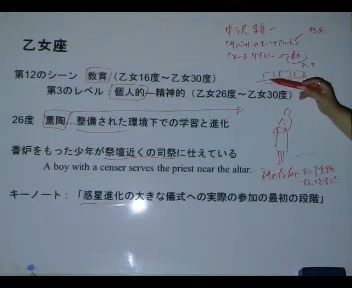 乙女座
中沢新一
第12のシーン 教育 (乙女16度～乙女30度)
第3のレベル：個人的―精神的 (乙女26度～乙女30度)
26度 薫陶…整備された環境下での学習と進化
香炉をもった少年が祭壇近くの司祭に仕えている
A boy with a censer serves the priest near the altar.
キーノート：「惑星進化の大きな儀式への実際の参加の最初の段階」